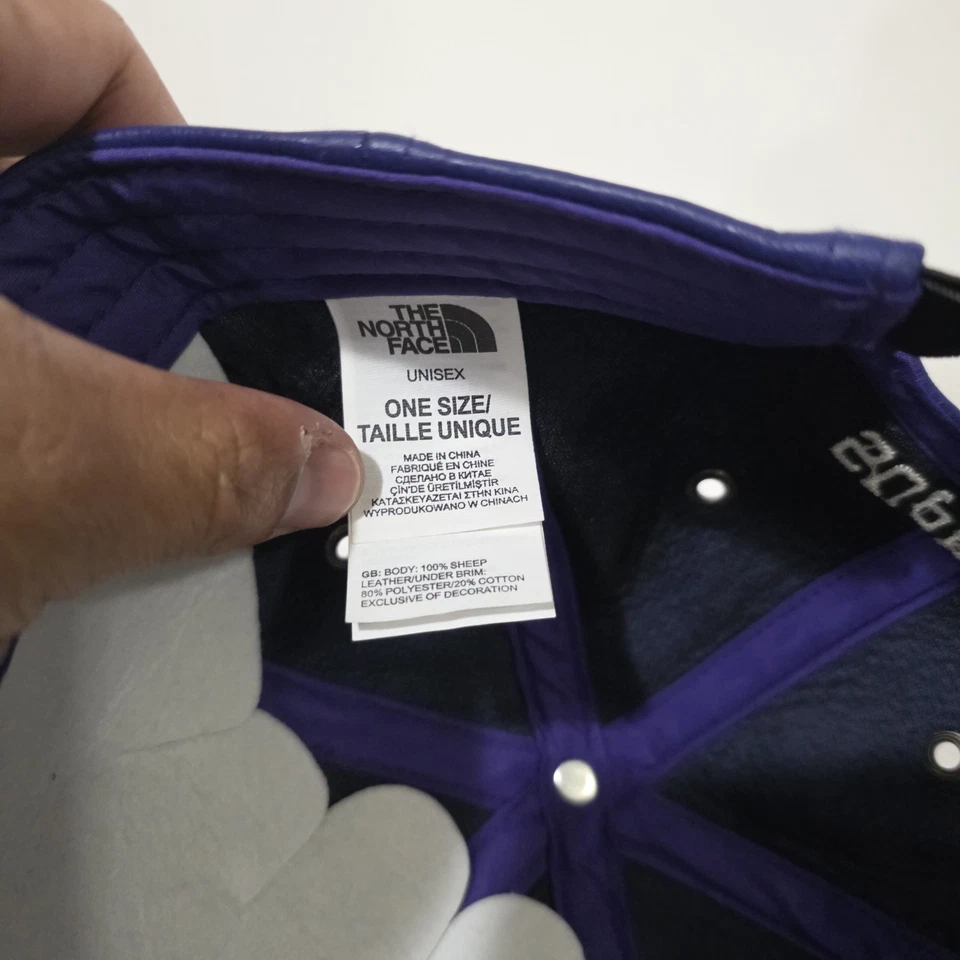 THE
NORTH
FACE
UNISEX
ONE SIZE/
TAILLE UNIQUE
MADE IN CHINA
FABRIQUÉ EN CHINE
СДЕЛАНО В КИТАЕ
ÇİN'DE ÜRETİLMİŞTİR
ΚΑΤΑΣΚΕΥΑΖΕΤΑΙ ΣΤΗΝ ΚΙΝΑ
WYPRODUKOWANO W CHINACH
GB: BODY: 100% SHEEP
LEATHER/UNDER BRIM:
80% POLYESTER/20% COTTON
EXCLUSIVE OF DECORATION